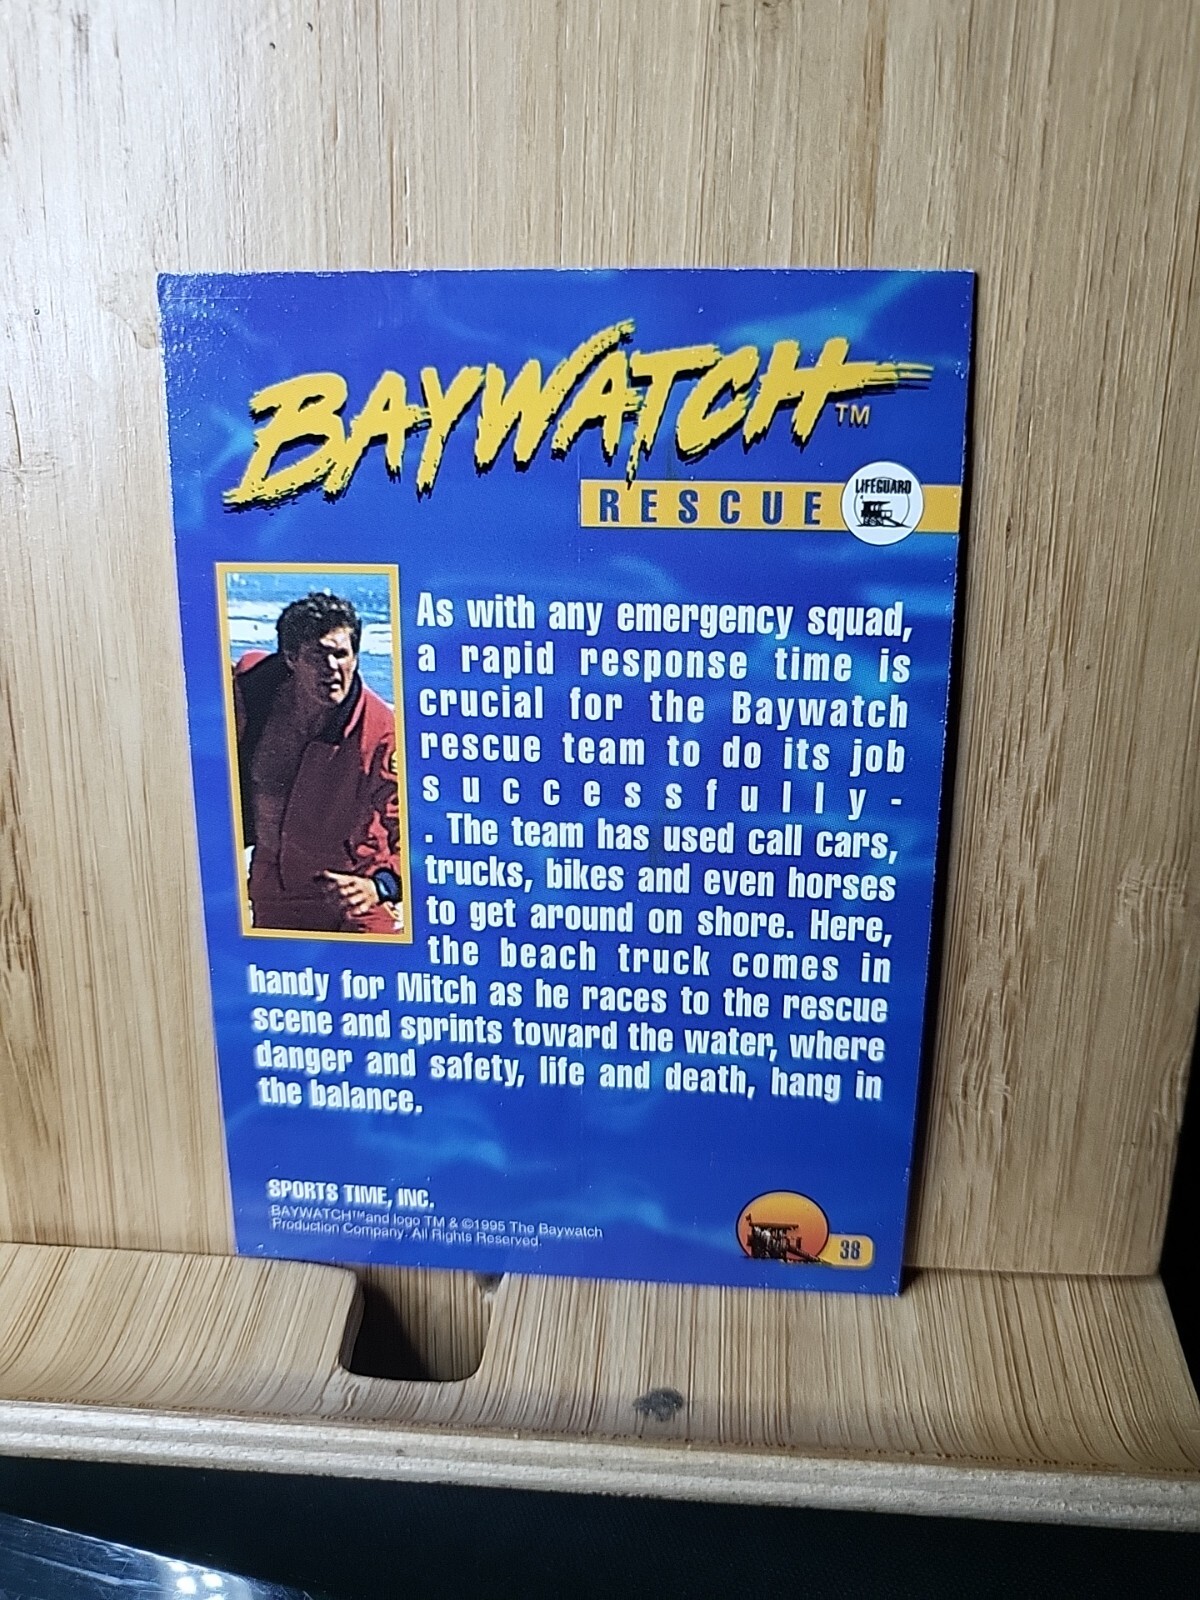 BAYWATCH™
RESCUE
LIFEGUARD
As with any emergency squad,
a rapid response time is
crucial for the Baywatch
rescue team to do its job
successfully-
. The team has used call cars,
trucks, bikes and even horses
to get around on shore. Here,
the beach truck comes in
handy for Mitch as he races to the rescue
scene and sprints toward the water, where
danger and safety, life and death, hang in
the balance.
SPORTS TIME, INC.
BAYWATCH™and logo TM & ©1995 The Baywatch
Production Company. All Rights Reserved.
38